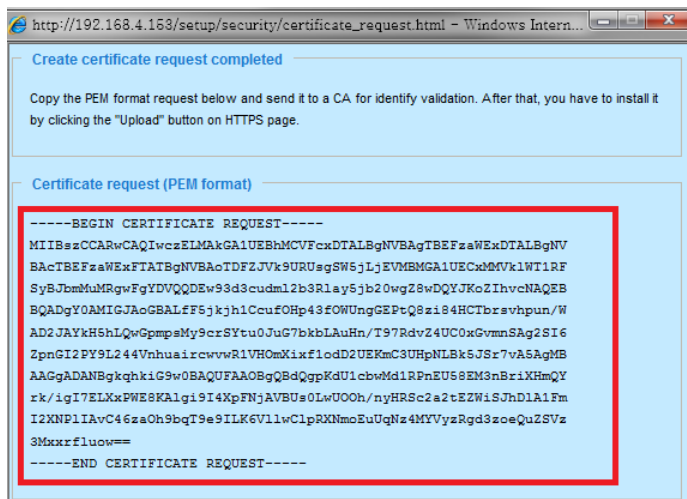 http://192.168.4.153/setup/security/certificate_request.html - Windows Intern...
Create certificate request completed
Copy the PEM format request below and send it to a CA for identify validation. After that, you have to install it
by clicking the "Upload" button on HTTPS page.
Certificate request (PEM format)
-----BEGIN CERTIFICATE REQUEST-----
MIIBszCCARwCAQIwczELMAkGA1UEBhMCVFcxDTALBgNVBAgTBEFzaWExDTALBgNV
BAcTBEFzaWExFTATBgNVBAoTDFZJVk9URUsgSW5jLjEVMBMGA1UECxMMVklWT1RF
SyBJbmMuMRgwFgYDVQQDEw93d3cudml2b3Rlay5jb20wgZ8wDQYJKoZIhvcNAQEB
BQADgY0AMIGJAoGBALfF5jkjh1CcufOHp43fOWUngGEPtQ8zi84HCTbrsvhpun/W
AD2JAYkH5hLQwGpmpsMy9crSYtu0JuG7bkbLAuHn/T97RdvZ4UC0xGvmnSAg2SI6
ZpnGI2PY9L244VnhuaircwvwR1VHOmXixf1odD2UEKmC3UHpNLBk5JSr7vA5AgMB
AAGgADANBgkqhkiG9w0BAQUFAAOBgQBdQgpKdU1cbwMd1RPnEU58EM3nBriXHmQY
rk/igI7ELXxPWE8KAlgi9I4XpFNjAVBUs0LwUOOh/nyHRSc2a2tEZWiSJhDlA1Fm
I2XNPlIAvC46zaOh9bqT9e9ILK6VllwClpRXNmoEuUqNz4MYVyzRgd3zoeQuZSVz
3Mxxrfluow==
-----END CERTIFICATE REQUEST-----